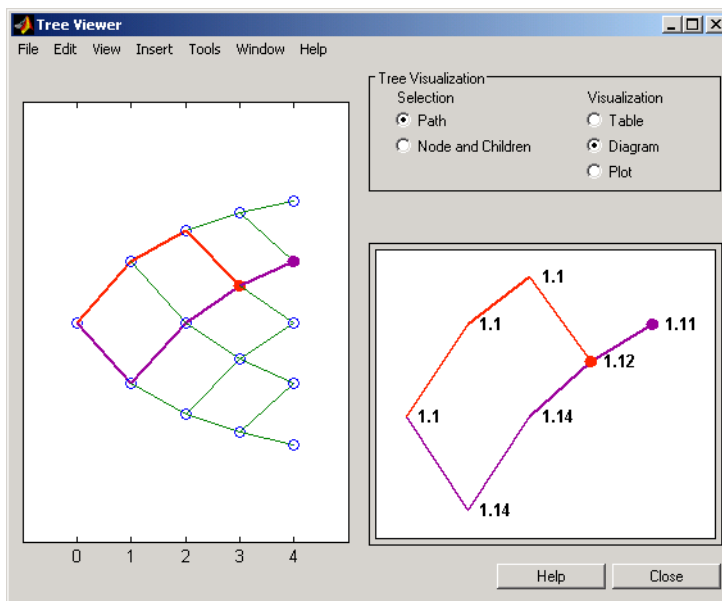 Tree Viewer
File Edit View Insert Tools Window Help
Tree Visualization
Selection Visualization
Path Table
Node and Children Diagram
Plot
1.1
1.1 1.11
1.12
1.1 1.14
1.14
0 1 2 3 4
Help Close